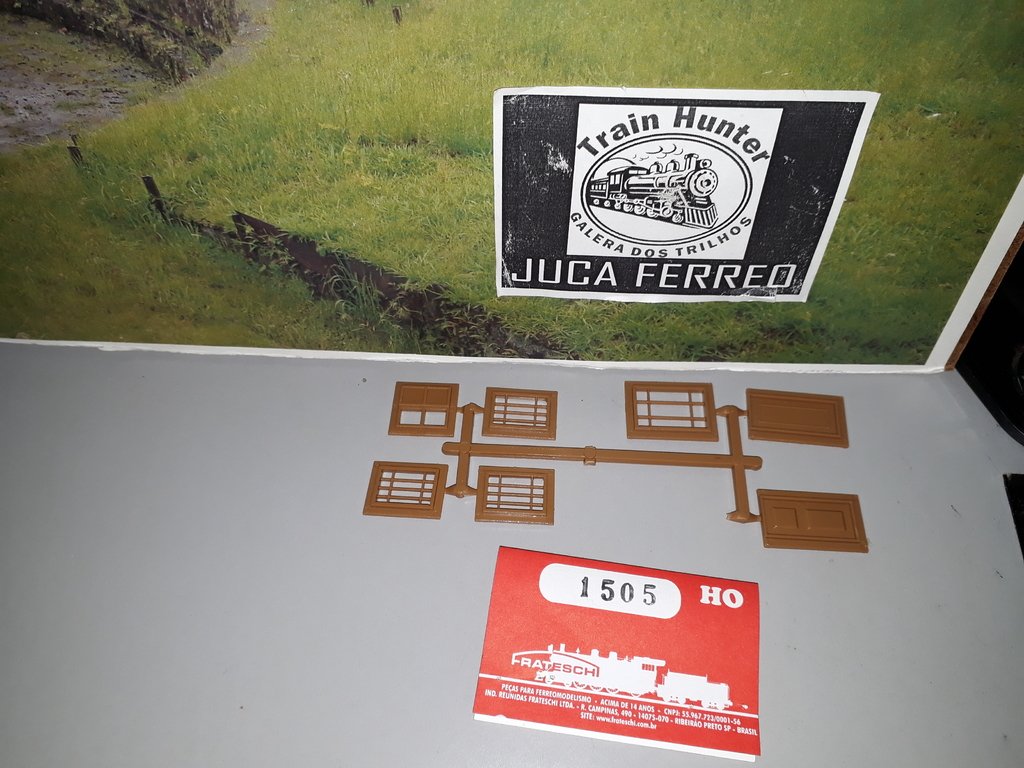 Train Hunter
GALERA DOS TRILHOS
JUCA FERREO
1505
HO
FRATESCHI
PEÇAS PARA FERREOMODELISMO - ACIMA DE 14 ANOS - CNPJ: 55.967.723/0001-56
IND. REUNIDAS FRATESCHI LTDA. - R. CAMPINAS, 490 - 14075-070 - RIBEIRÃO PRETO SP - BRASIL
SITE: www.frateschi.com.br